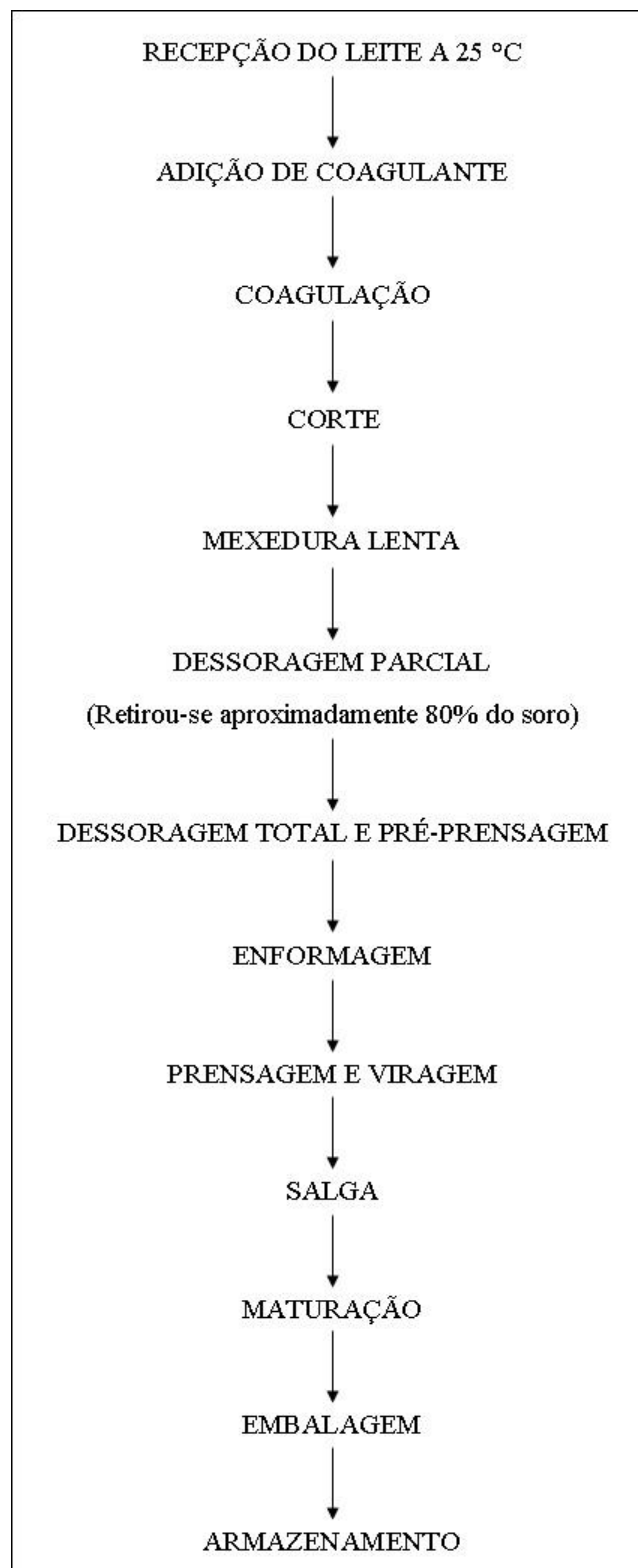 RECEPÇÃO DO LEITE A 25 °C
ADIÇÃO DE COAGULANTE
COAGULAÇÃO
CORTE
MEXEDURA LENTA
DESSORAGEM PARCIAL
(Retirou-se aproximadamente 80% do soro)
DESSORAGEM TOTAL E PRÉ-PRENSAGEM
ENFORMAGEM
PRENSAGEM E VIRAGEM
SALGA
MATURAÇÃO
EMBALAGEM
ARMAZENAMENTO